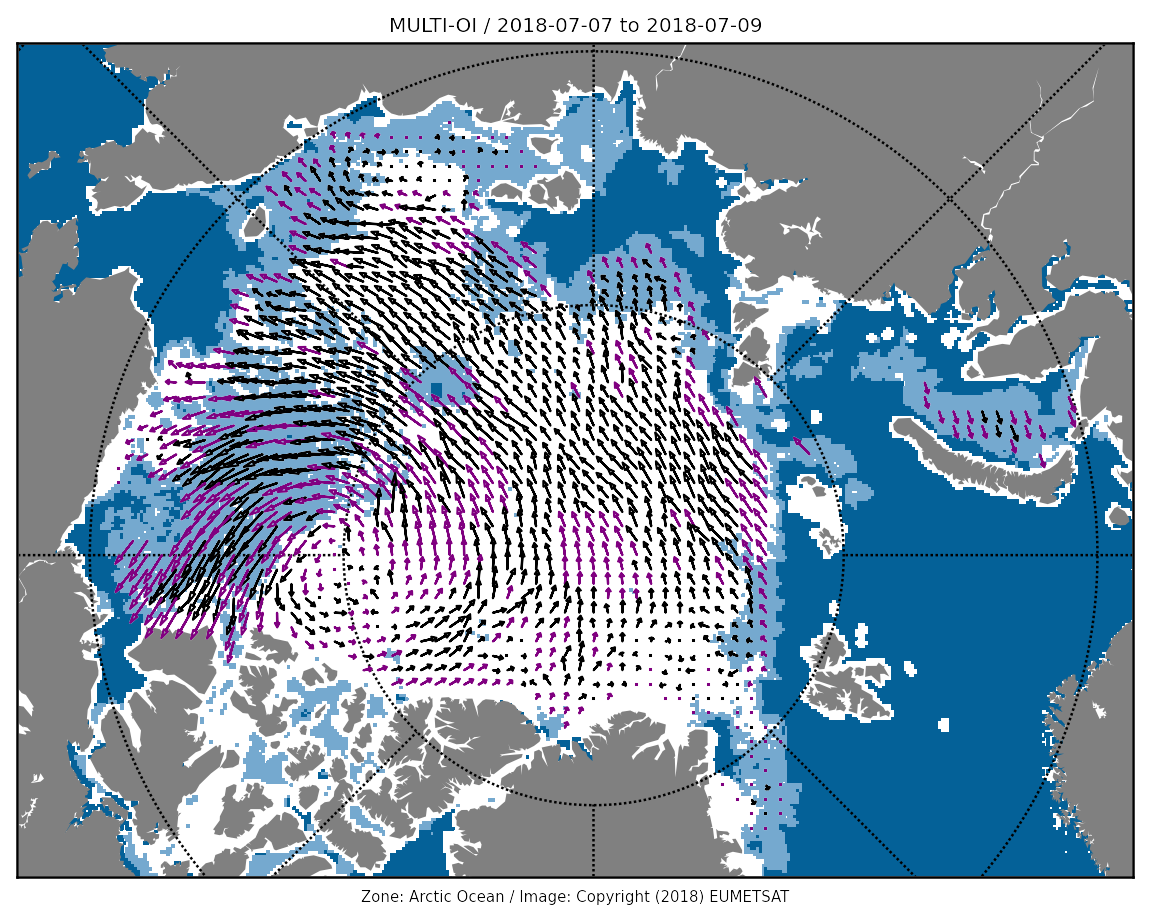 MULTI-OI / 2018-07-07 to 2018-07-09
Zone: Arctic Ocean / Image: Copyright (2018) EUMETSAT